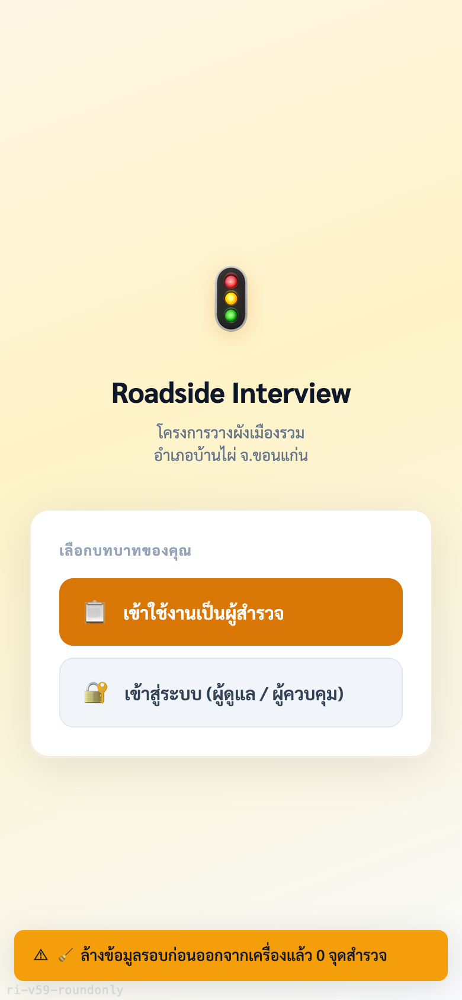 Roadside Interview
โครงการวางผังเมืองรวม
อำเภอบ้านไผ่ จ.ขอนแก่น
เลือกบทบาทของคุณ
เข้าใช้งานเป็นผู้สำรวจ
เข้าสู่ระบบ (ผู้ดูแล / ผู้ควบคุม)
ล้างข้อมูลรอบก่อนออกจากเครื่องแล้ว 0 จุดสำรวจ
ri-v59-roundonly